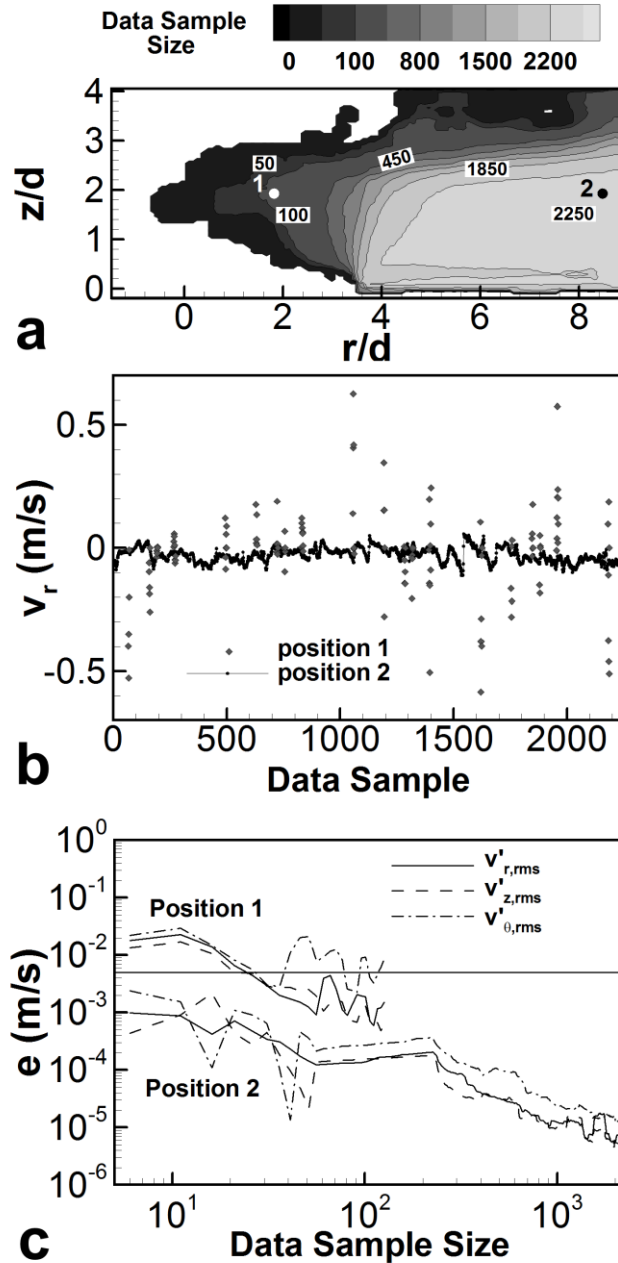 Data Sample Size
0 100 800 1500 2200
z/d
4
3
2
1
0
50
450
1850
1
2
100
2250
0 2 4 6 8
r/d
a
v_r (m/s)
0.5
0
-0.5
position 1
position 2
0 500 1000 1500 2000
Data Sample
b
e (m/s)
10^0
10^-1
10^-2
10^-3
10^-4
10^-5
10^-6
v'_r,rms
v'_z,rms
v'_θ,rms
Position 1
Position 2
10^1 10^2 10^3
Data Sample Size
c